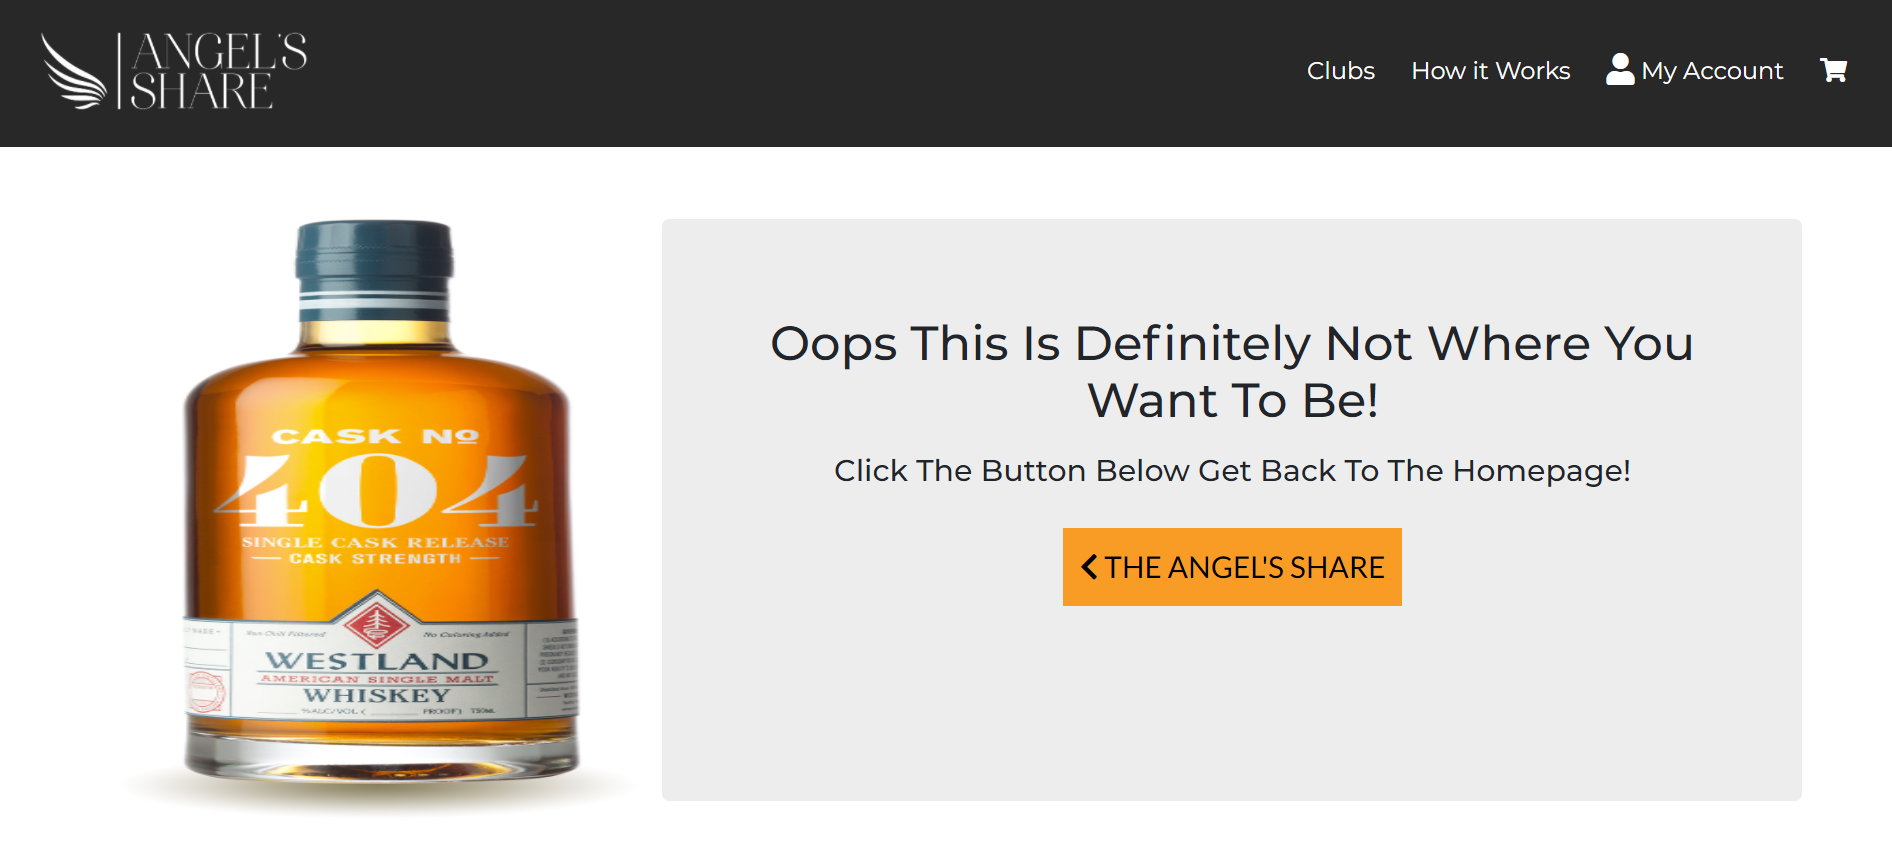 ANGEL'S
SHARE
Clubs
How it Works
My Account
Oops This Is Definitely Not Where You
Want To Be!
Click The Button Below Get Back To The Homepage!
THE ANGEL'S SHARE
CASK Nº
404
SINGLE CASK RELEASE
CASK STRENGTH
Non Chill Filtered
No Coloring Added
WESTLAND
AMERICAN SINGLE MALT
WHISKEY
%ALC/VOL ( PROOF) 750ML